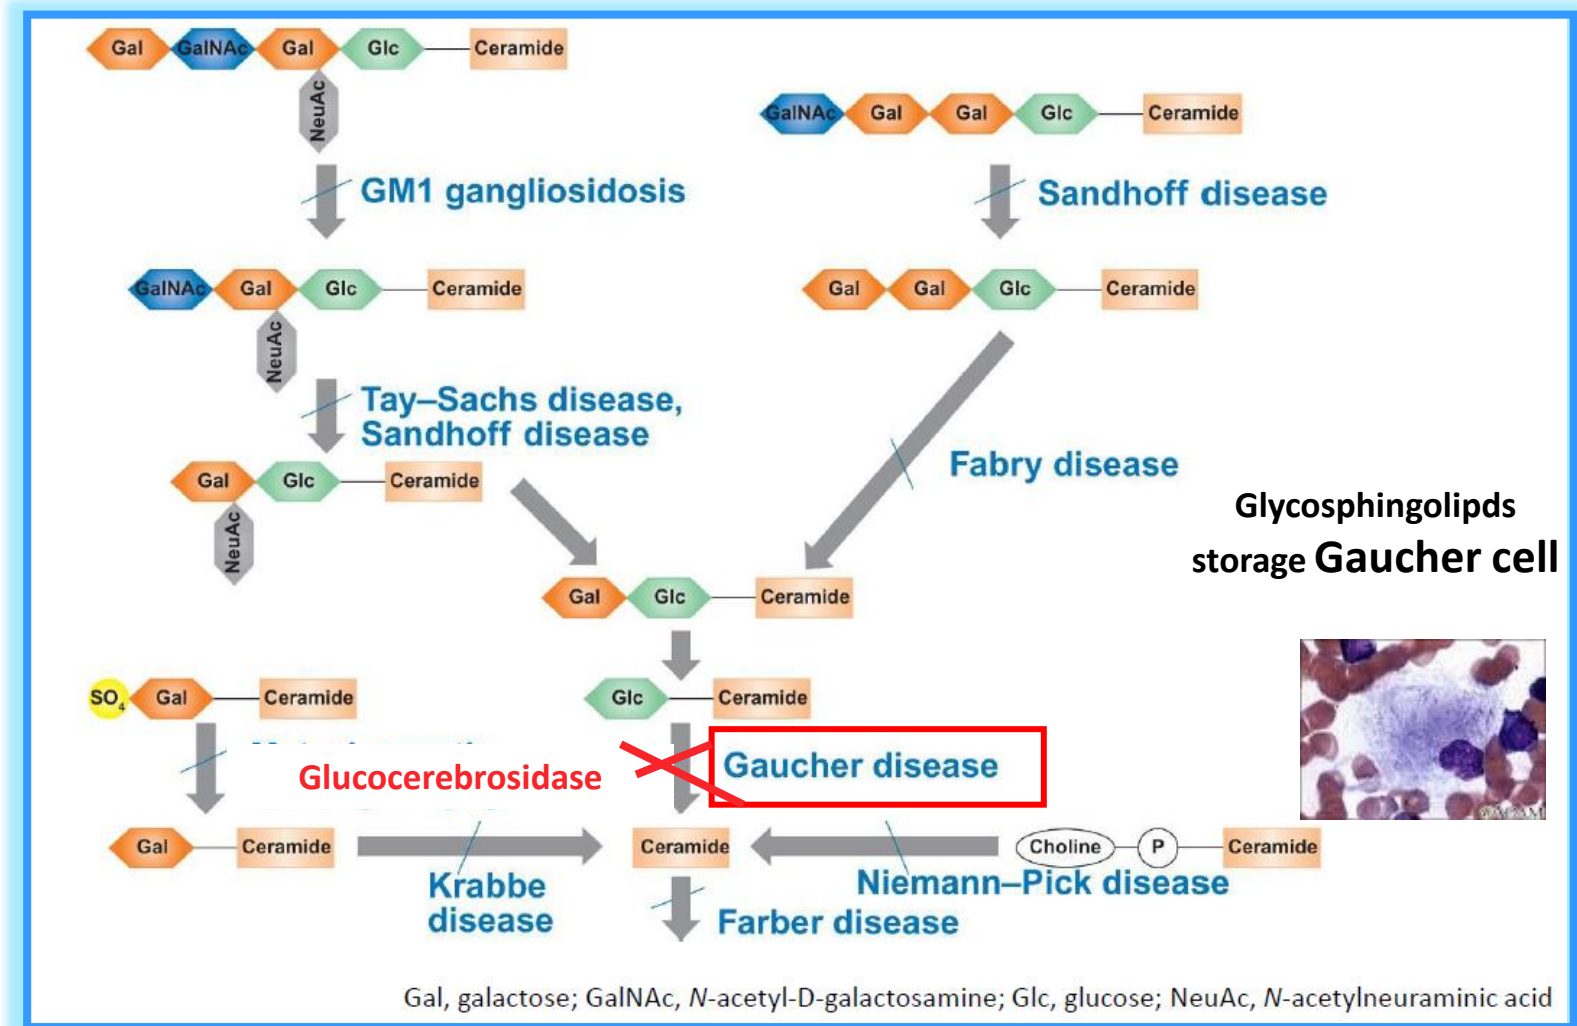 Gal GalNAc Gal Glc Ceramide
NeuAc
GalNAc Gal Gal Glc Ceramide
GM1 gangliosidosis
Sandhoff disease
GalNAc Gal Glc Ceramide
NeuAc
Gal Gal Glc Ceramide
Tay–Sachs disease,
Sandhoff disease
Fabry disease
Gal Glc Ceramide
NeuAc
Glycosphingolipds
storage Gaucher cell
Gal Glc Ceramide
SO4 Gal Ceramide
Glc Ceramide
Glucocerebrosidase
Gaucher disease
Gal Ceramide
Ceramide
Choline P Ceramide
Krabbe
disease
Niemann–Pick disease
Farber disease
Gal, galactose; GalNAc, N-acetyl-D-galactosamine; Glc, glucose; NeuAc, N-acetylneuraminic acid